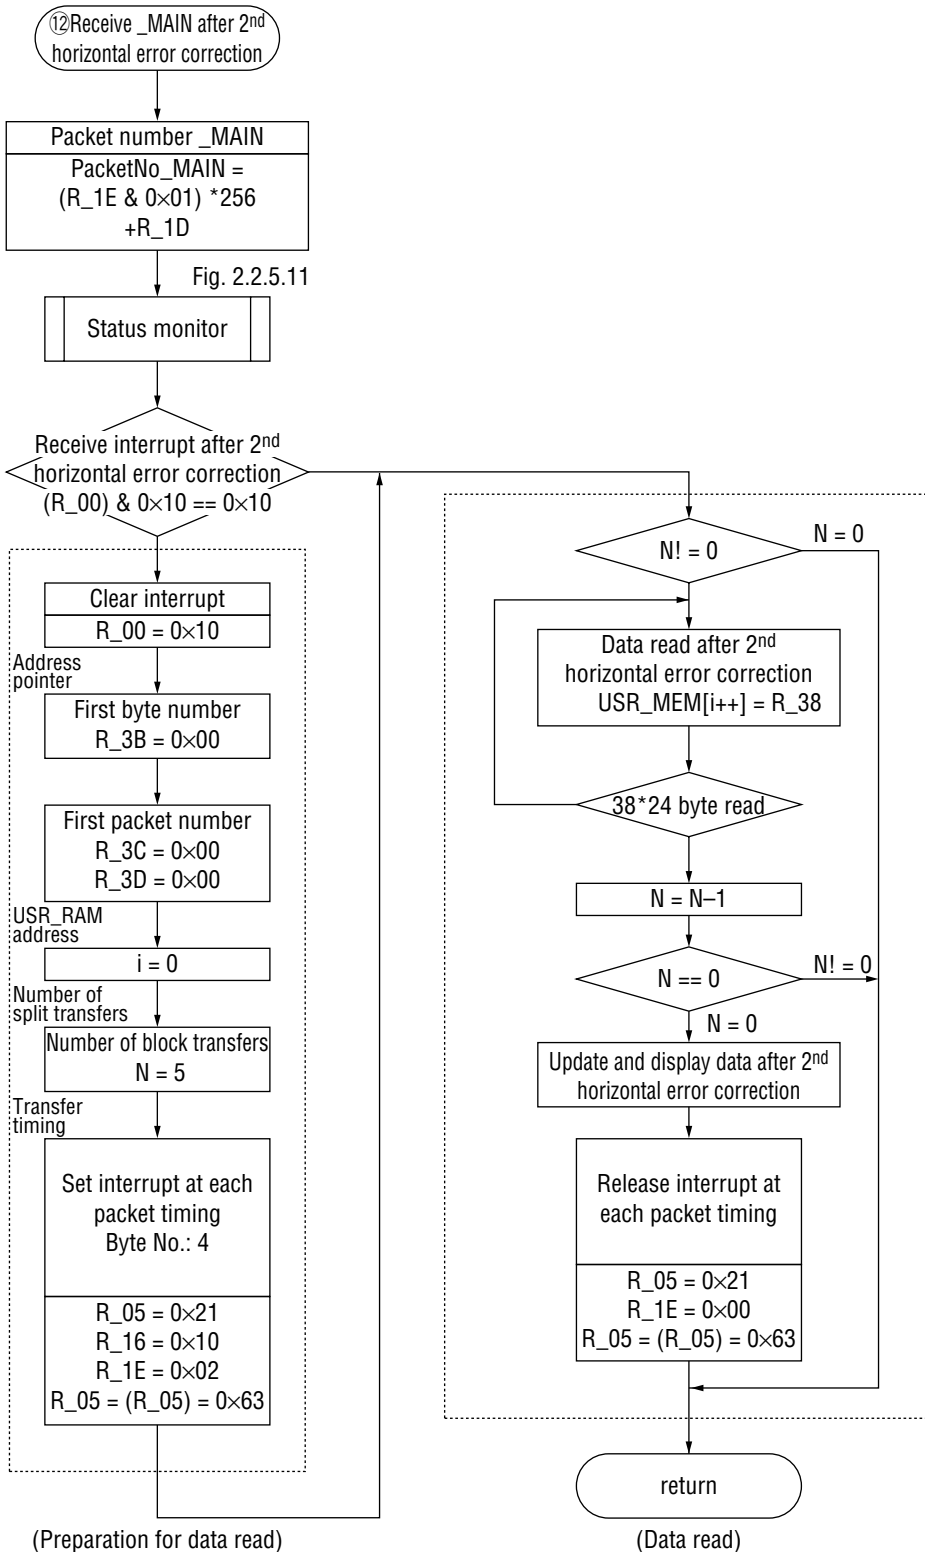 ⑫Receive _MAIN after 2nd
horizontal error correction
Packet number _MAIN
PacketNo_MAIN =
(R_1E & 0×01) *256
+R_1D
Fig. 2.2.5.11
Status monitor
Receive interrupt after 2nd
horizontal error correction
(R_00) & 0×10 == 0×10
Clear interrupt
R_00 = 0×10
Address
pointer
First byte number
R_3B = 0×00
First packet number
R_3C = 0×00
R_3D = 0×00
USR_RAM
address
i = 0
Number of
split transfers
Number of block transfers
N = 5
Transfer
timing
Set interrupt at each
packet timing
Byte No.: 4
R_05 = 0×21
R_16 = 0×10
R_1E = 0×02
R_05 = (R_05) = 0×63
(Preparation for data read)
N! = 0
N = 0
Data read after 2nd
horizontal error correction
USR_MEM[i++] = R_38
38*24 byte read
N = N–1
N == 0
N! = 0
N = 0
Update and display data after 2nd
horizontal error correction
Release interrupt at
each packet timing
R_05 = 0×21
R_1E = 0×00
R_05 = (R_05) = 0×63
return
(Data read)